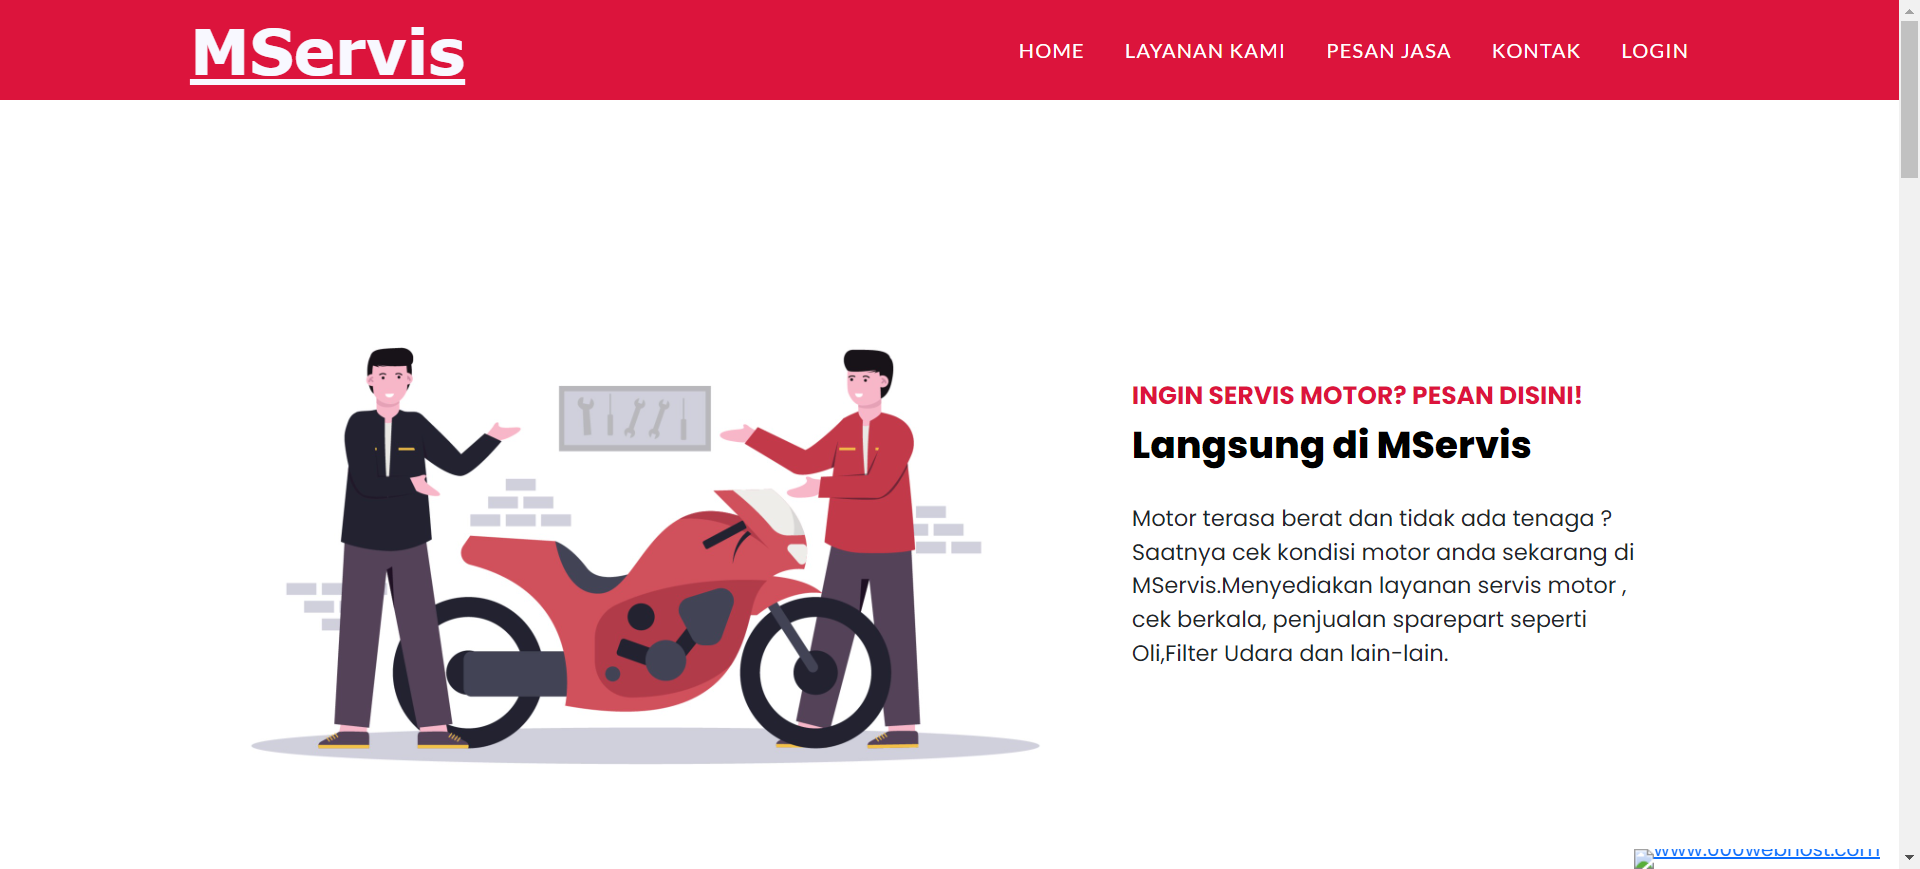 MServis
HOME LAYANAN KAMI PESAN JASA KONTAK LOGIN
INGIN SERVIS MOTOR? PESAN DISINI!
Langsung di MServis
Motor terasa berat dan tidak ada tenaga ?
Saatnya cek kondisi motor anda sekarang di
MServis.Menyediakan layanan servis motor ,
cek berkala, penjualan sparepart seperti
Oli,Filter Udara dan lain-lain.
www.000webhost.com